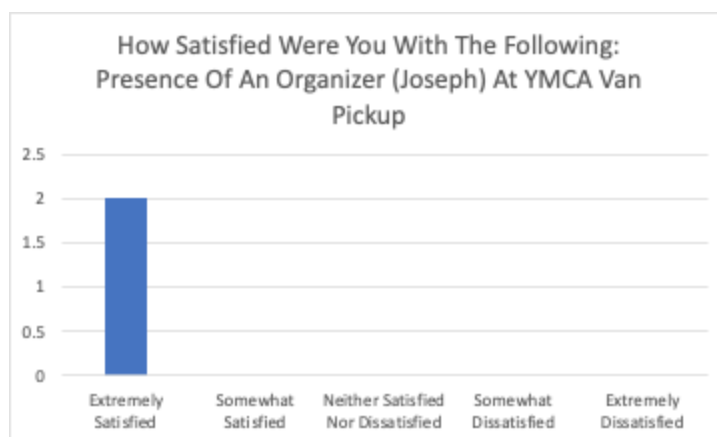 How Satisfied Were You With The Following:
Presence Of An Organizer (Joseph) At YMCA Van
Pickup
2.5
2
1.5
1
0.5
0
Extremely
Satisfied
Somewhat
Satisfied
Neither Satisfied
Nor Dissatisfied
Somewhat
Dissatisfied
Extremely
Dissatisfied